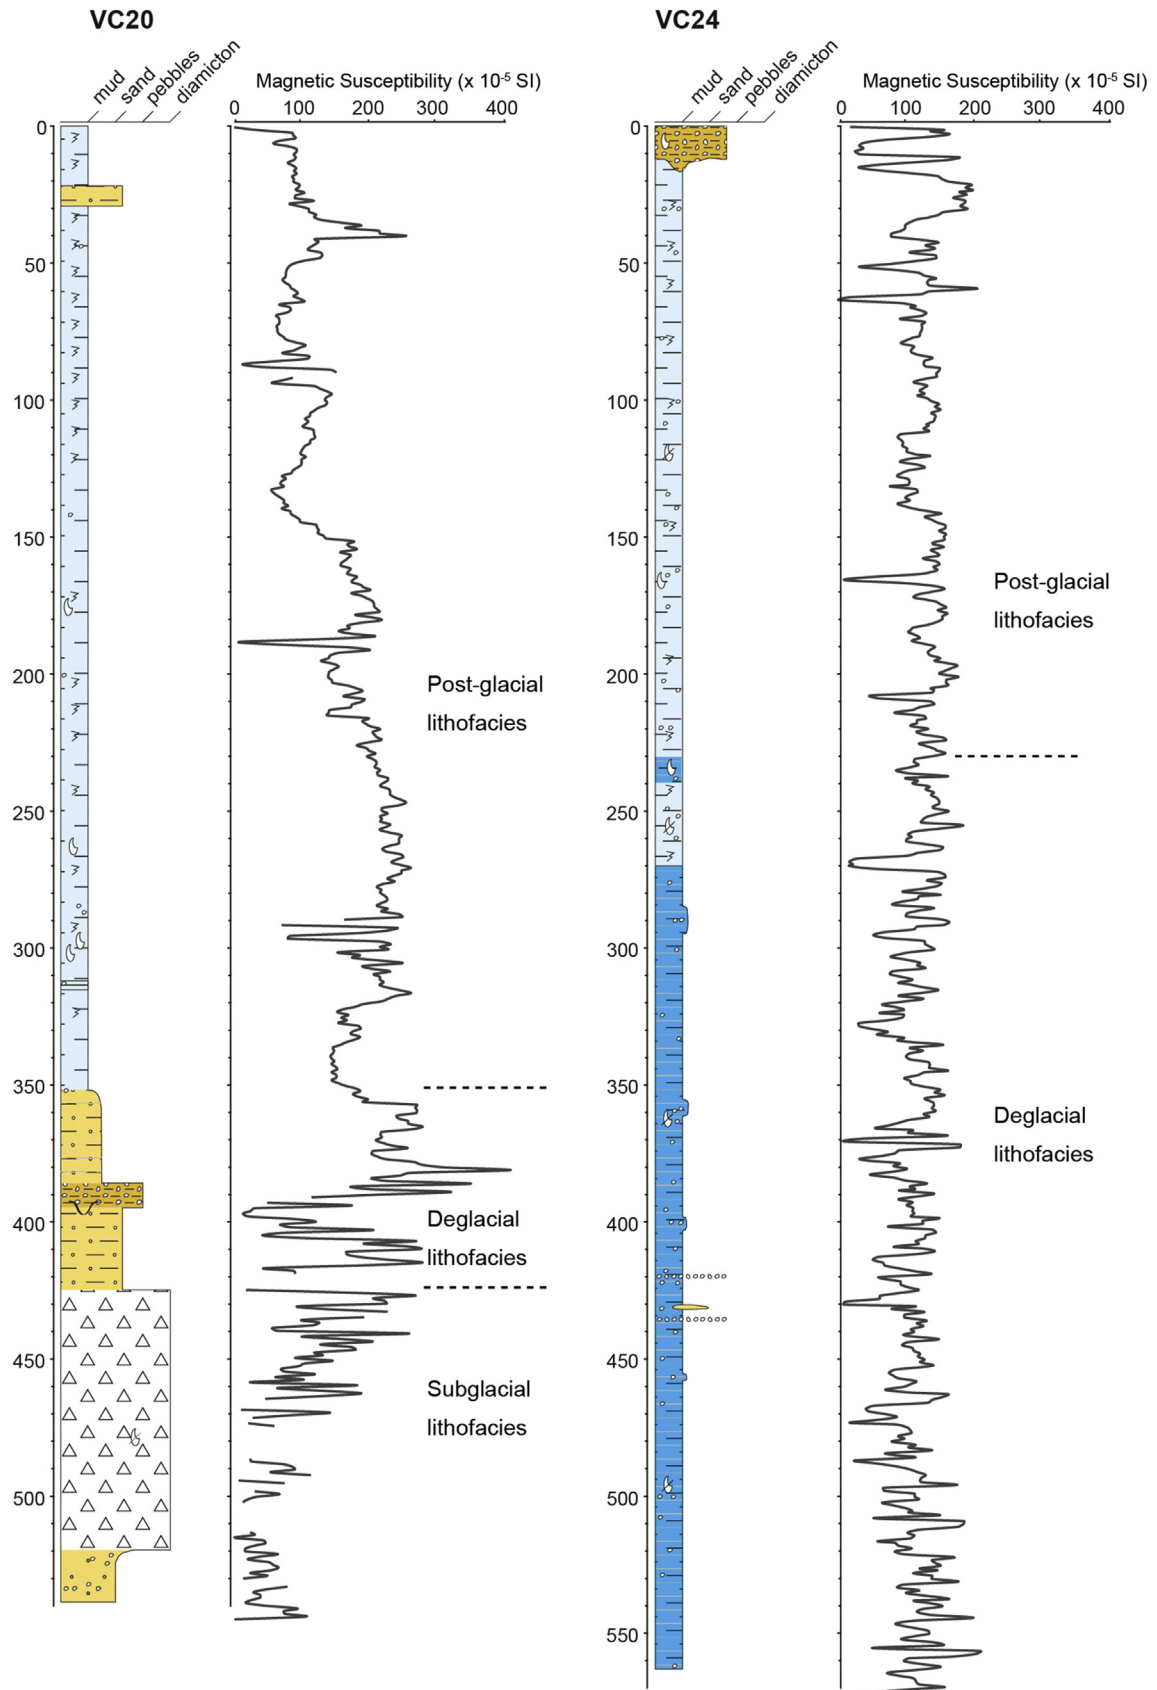 VC20
VC24
mud
sand
pebbles
diamicton
Magnetic Susceptibility (x 10-5 SI)
0
100
200
300
400
0
50
100
150
200
250
300
350
400
450
500
Post-glacial
lithofacies
Deglacial
lithofacies
Subglacial
lithofacies
mud
sand
pebbles
diamicton
Magnetic Susceptibility (x 10-5 SI)
0
100
200
300
400
0
50
100
150
200
250
300
350
400
450
500
550
Post-glacial
lithofacies
Deglacial
lithofacies